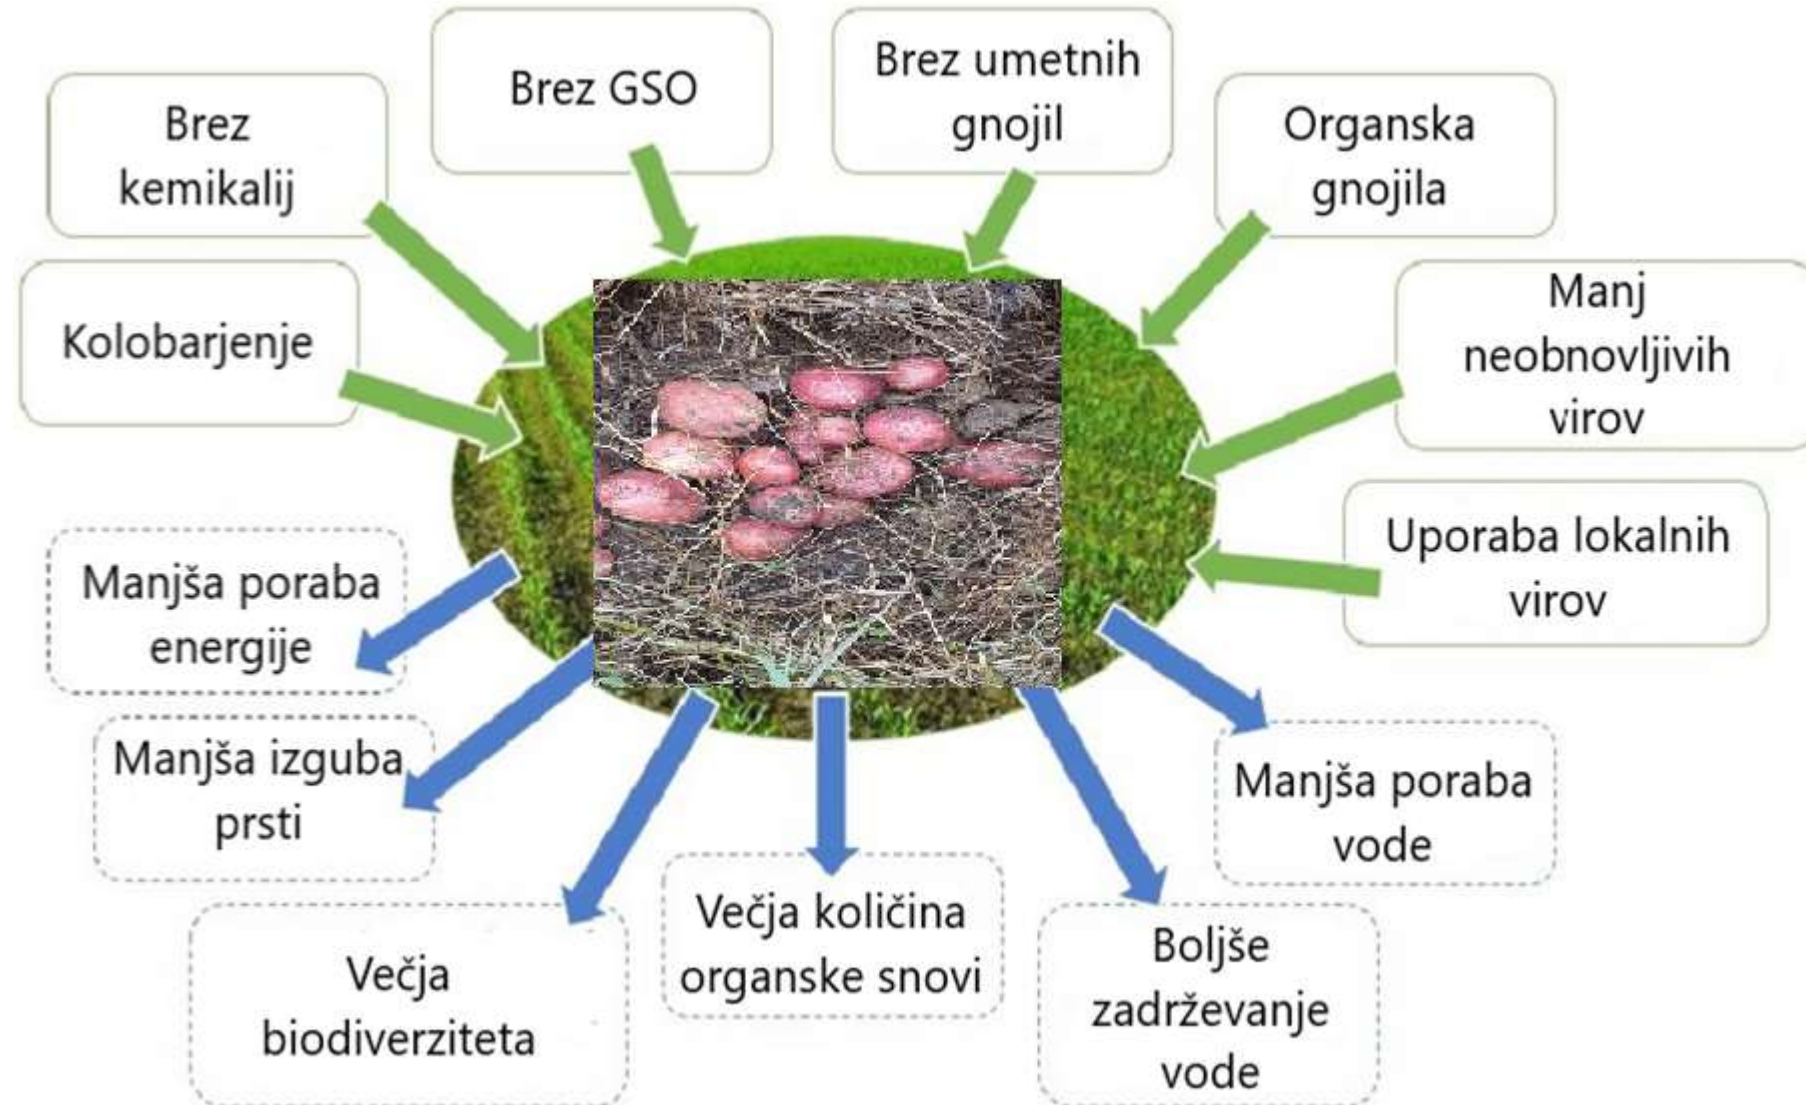 Brez
kemikalij
Brez GSO
Brez umetnih
gnojil
Organska
gnojila
Kolobarjenje
Manj
neobnovljivih
virov
Uporaba lokalnih
virov
Manjša poraba
energije
Manjša izguba
prsti
Večja
biodiverziteta
Večja količina
organske snovi
Boljše
zadrževanje
vode
Manjša poraba
vode